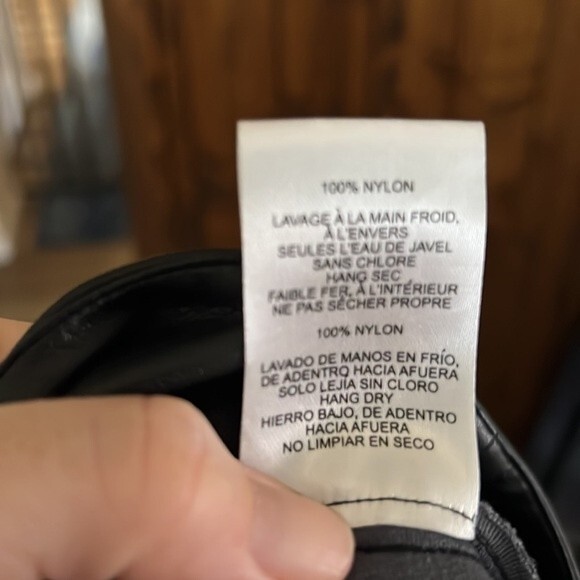 100% NYLON
LAVAGE À LA MAIN FROID,
À L'ENVERS
SEULES L'EAU DE JAVEL
SANS CHLORE
HANG SEC
FAIBLE FER, À L'INTÉRIEUR
NE PAS SÉCHER PROPRE
100% NYLON
LAVADO DE MANOS EN FRÍO,
DE ADENTRO HACIA AFUERA
SOLO LEJÍA SIN CLORO
HANG DRY
HIERRO BAJO, DE ADENTRO
HACIA AFUERA
NO LIMPIAR EN SECO